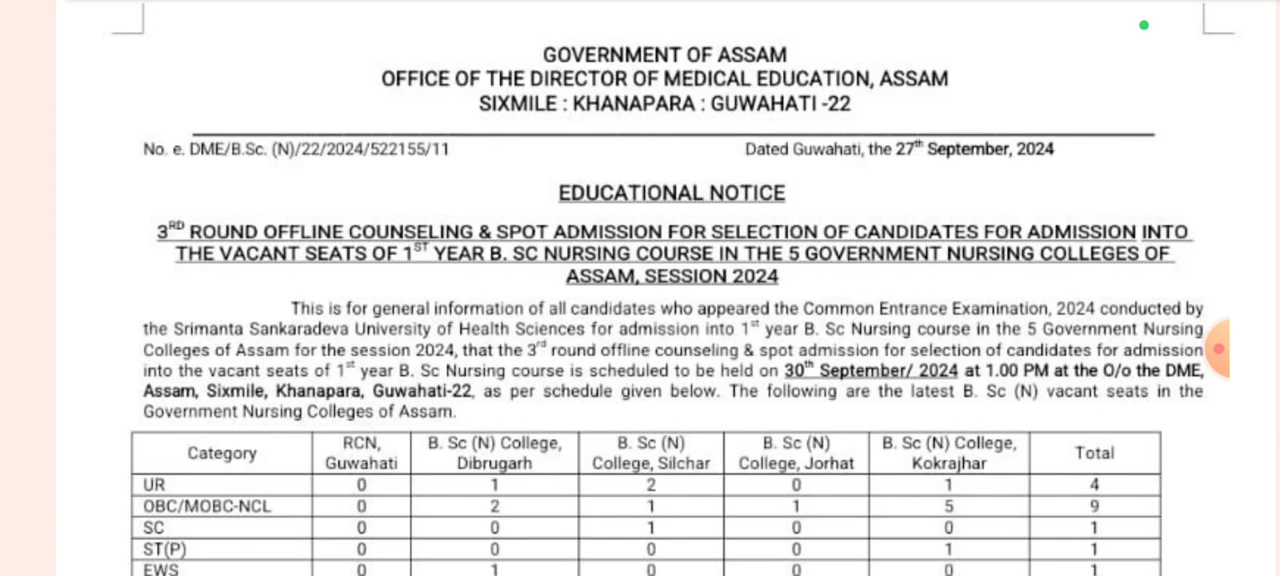 GOVERNMENT OF ASSAM
OFFICE OF THE DIRECTOR OF MEDICAL EDUCATION, ASSAM
SIXMILE : KHANAPARA : GUWAHATI -22
No. e. DME/B.Sc. (N)/22/2024/522155/11 Dated Guwahati, the 27th September, 2024
EDUCATIONAL NOTICE
3RD ROUND OFFLINE COUNSELING & SPOT ADMISSION FOR SELECTION OF CANDIDATES FOR ADMISSION INTO
THE VACANT SEATS OF 1ST YEAR B. SC NURSING COURSE IN THE 5 GOVERNMENT NURSING COLLEGES OF
ASSAM, SESSION 2024
This is for general information of all candidates who appeared the Common Entrance Examination, 2024 conducted by
the Srimanta Sankaradeva University of Health Sciences for admission into 1st year B. Sc Nursing course in the 5 Government Nursing
Colleges of Assam for the session 2024, that the 3rd round offline counseling & spot admission for selection of candidates for admission
into the vacant seats of 1st year B. Sc Nursing course is scheduled to be held on 30th September/ 2024 at 1.00 PM at the O/o the DME,
Assam, Sixmile, Khanapara, Guwahati-22, as per schedule given below. The following are the latest B. Sc (N) vacant seats in the
Government Nursing Colleges of Assam.
Category RCN, Guwahati B. Sc (N) College, Dibrugarh B. Sc (N) College, Silchar B. Sc (N) College, Jorhat B. Sc (N) College, Kokrajhar Total
UR 0 1 2 0 1 4
OBC/MOBC-NCL 0 2 1 1 5 9
SC 0 0 1 0 0 1
ST(P) 0 0 0 0 1 1
EWS 0 1 0 0 0 1